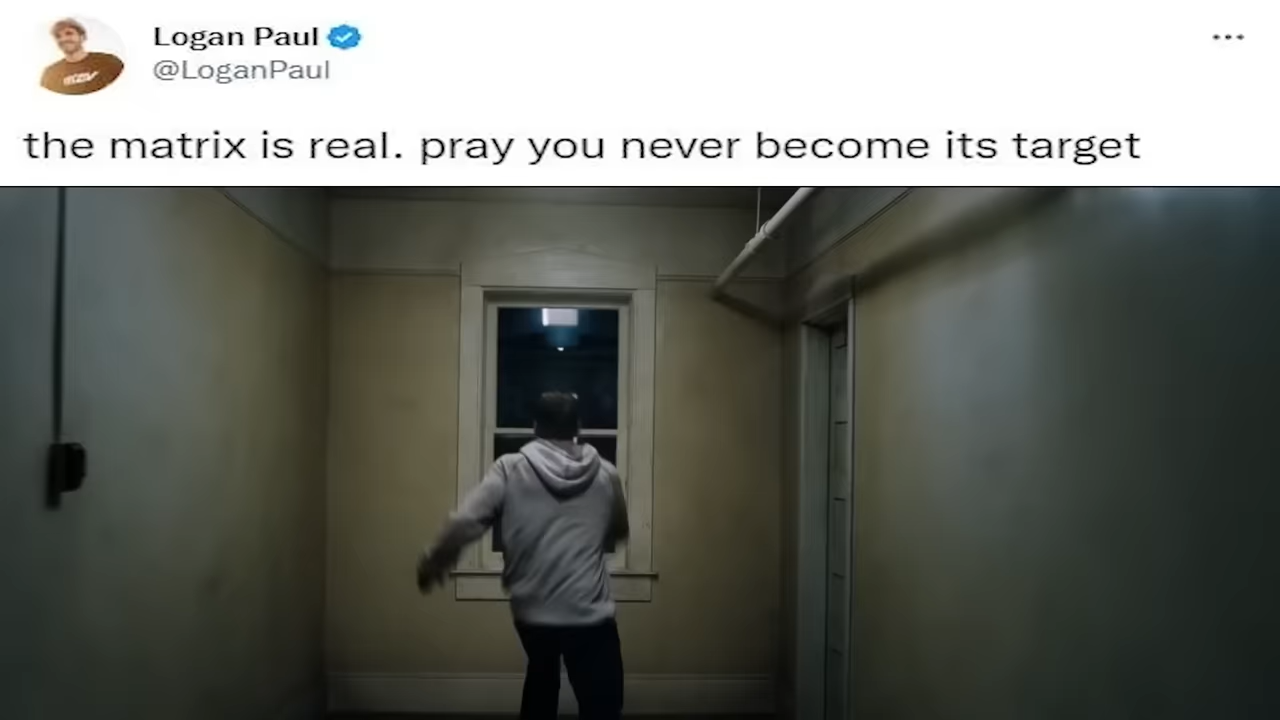 Logan Paul
@LoganPaul
the matrix is real. pray you never become its target